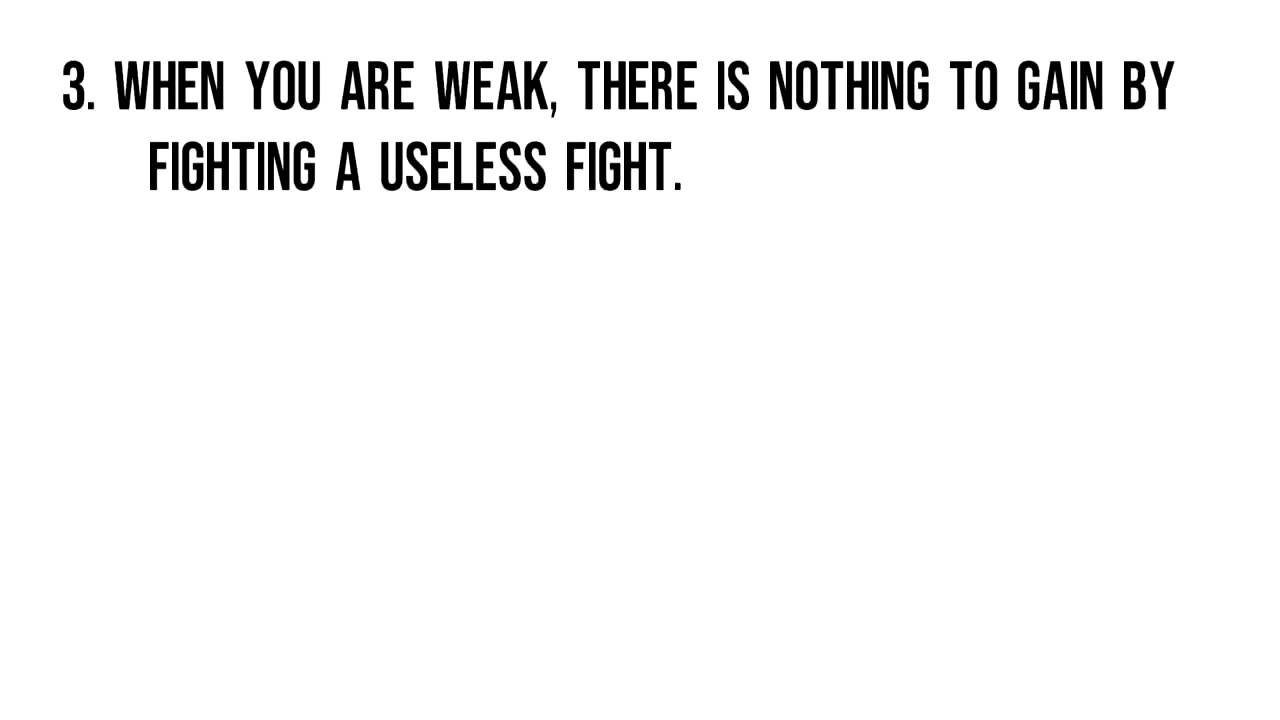 3. WHEN YOU ARE WEAK, THERE IS NOTHING TO GAIN BY
FIGHTING A USELESS FIGHT.